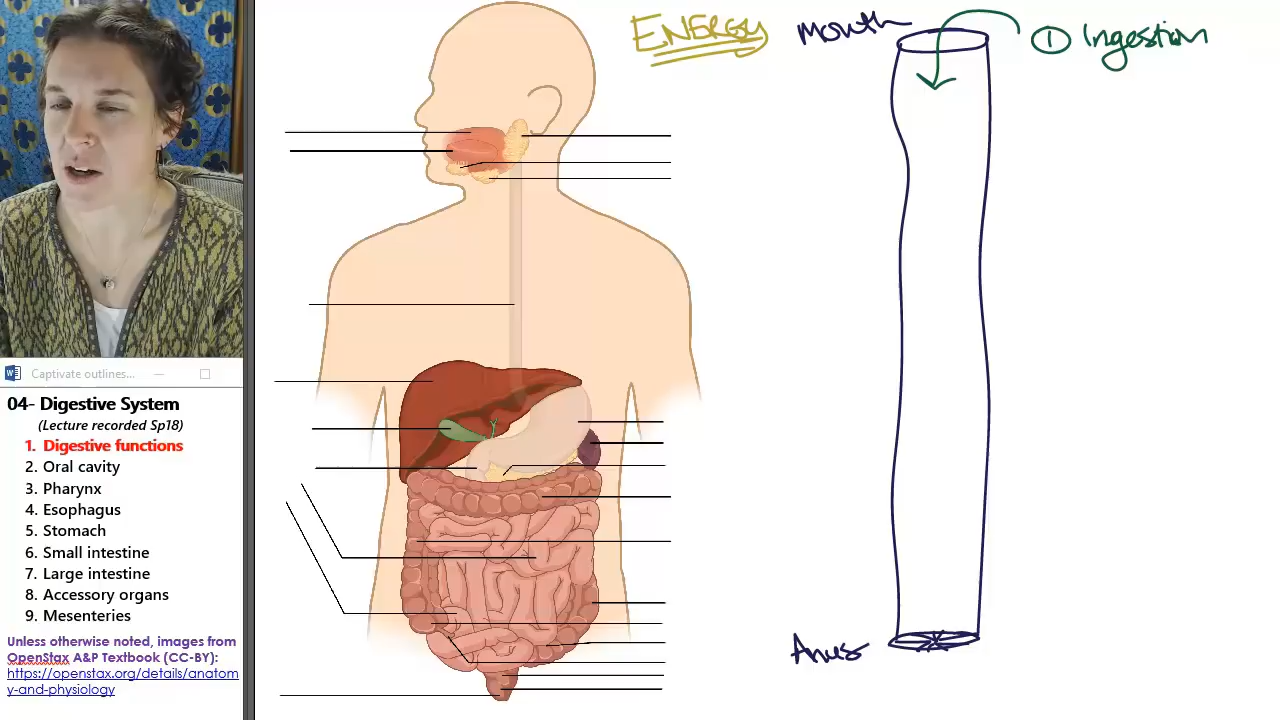 ENERGY
Mouth
① Ingestion
Anus
Captivate outlines...
04- Digestive System
(Lecture recorded Sp18)
1. Digestive functions
2. Oral cavity
3. Pharynx
4. Esophagus
5. Stomach
6. Small intestine
7. Large intestine
8. Accessory organs
9. Mesenteries
Unless otherwise noted, images from
OpenStax A&P Textbook (CC-BY):
https://openstax.org/details/anatom
y-and-physiology